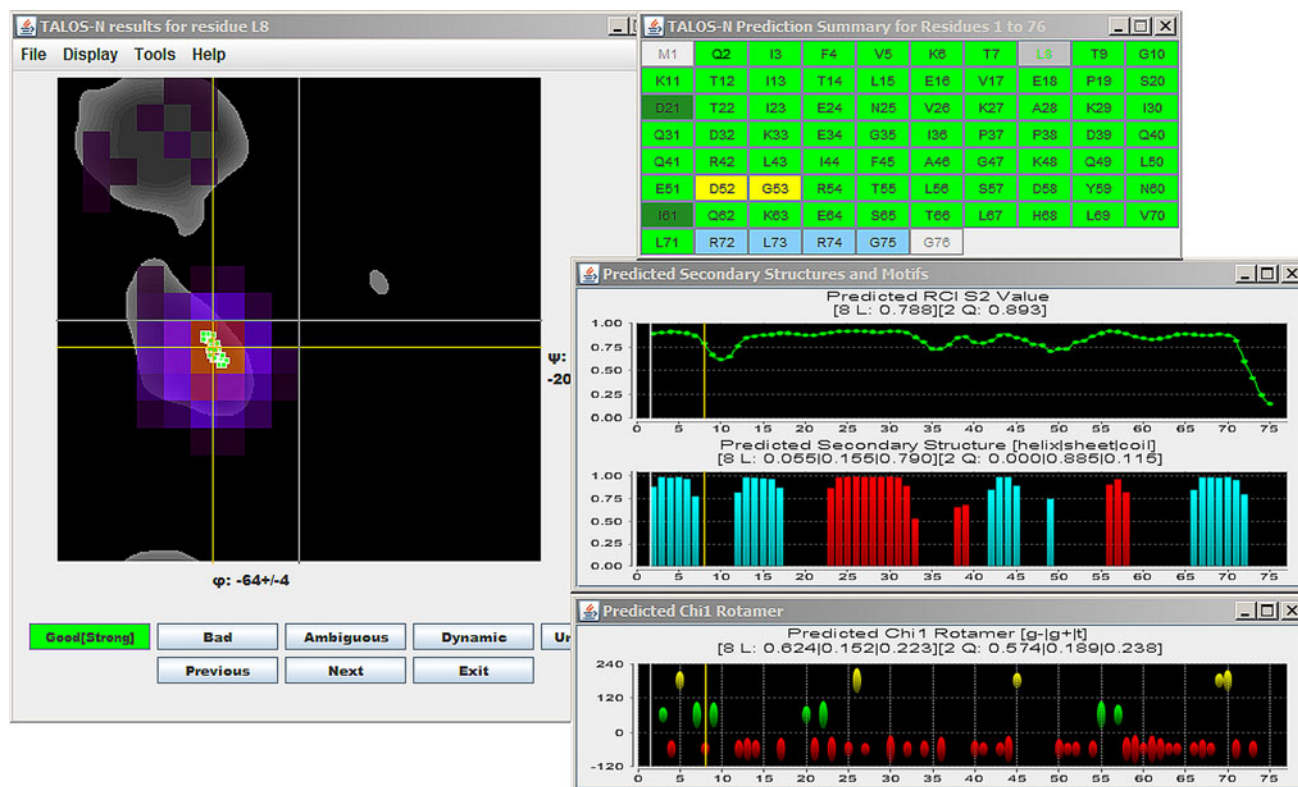 TALOS-N results for residue L8
File Display Tools Help
ψ:
-20
φ: -64+/-4
Good[Strong] Bad Ambiguous Dynamic Un
Previous Next Exit
TALOS-N Prediction Summary for Residues 1 to 76
M1 Q2 I3 F4 V5 K6 T7 L8 T9 G10
K11 T12 I13 T14 L15 E16 V17 E18 P19 S20
D21 T22 I23 E24 N25 V26 K27 A28 K29 I30
Q31 D32 K33 E34 G35 I36 P37 P38 D39 Q40
Q41 R42 L43 I44 F45 A46 G47 K48 Q49 L50
E51 D52 G53 R54 T55 L56 S57 D58 Y59 N60
I61 Q62 K63 E64 S65 T66 L67 H68 L69 V70
L71 R72 L73 R74 G75 G76
Predicted Secondary Structures and Motifs
Predicted RCI S2 Value
[8 L: 0.788][2 Q: 0.893]
1.00
0.75
0.50
0.25
0.00
0 5 10 15 20 25 30 35 40 45 50 55 60 65 70 75
Predicted Secondary Structure [helix|sheet|coil]
[8 L: 0.055|0.155|0.790][2 Q: 0.000|0.885|0.115]
1.00
0.75
0.50
0.25
0.00
0 5 10 15 20 25 30 35 40 45 50 55 60 65 70 75
Predicted Chi1 Rotamer
Predicted Chi1 Rotamer [g-|g+|t]
[8 L: 0.624|0.152|0.223][2 Q: 0.574|0.189|0.238]
240
120
0
-120
0 5 10 15 20 25 30 35 40 45 50 55 60 65 70 75